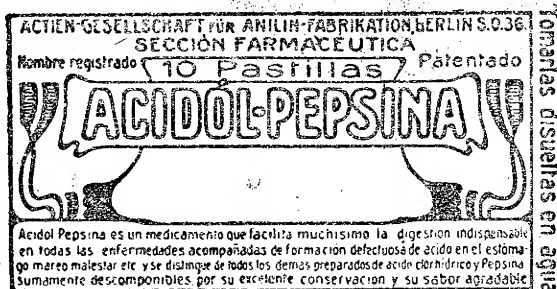 ACTIEN-GESELLSCHAFT FÜR ANILIN-FABRIKATION, BERLIN S.O.36.
SECCIÓN FARMACEUTICA
Nombre registrado
10 Pastillas
Patentado
ACIDOL-PEPSINA
Acidol Pepsina es un medicamento que facilita muchisimo la digestion indispensable
en todas las enfermedades acompañadas de formación defectuosa de acido en el estóma-
go mareo malestar etc y se distingue de todos los demas preparados de acido clorhidrico y Pepsina
sumamente descomponibles, por su excelente conservacion y su sabor agradable
Tomarlas disueltas en agua